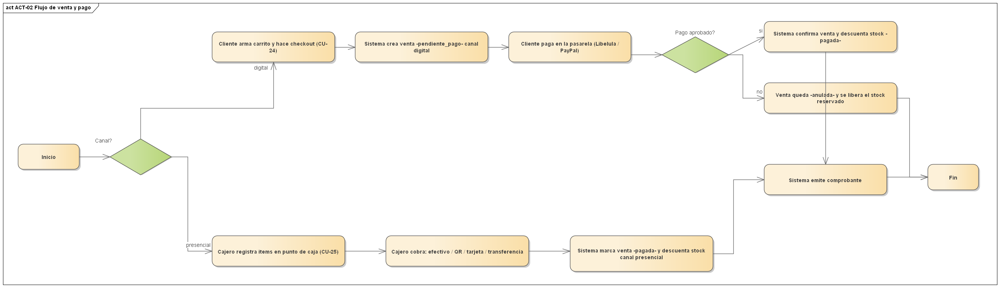 act ACT-02 Flujo de venta y pago
Cliente arma carrito y hace checkout (CU-
24)
Sistema crea venta -pendiente_pago- canal
digital
Cliente paga en la pasarela (Libelula /
PayPal)
Pago aprobado?
si
Sistema confirma venta y descuenta stock -
pagada-
digital
no
Venta queda -anulada- y se libera el stock
reservado
Canal?
Inicio
Sistema emite comprobante
Fin
presencial
Cajero registra items en punto de caja (CU-25)
Cajero cobra: efectivo / QR / tarjeta / transferencia
Sistema marca venta -pagada- y descuenta stock
canal presencial